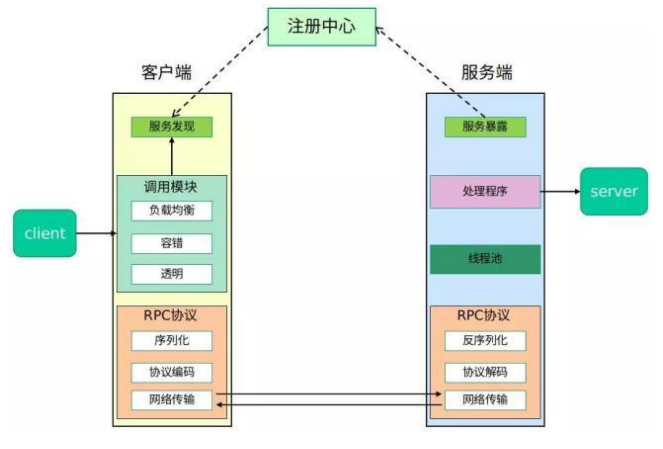 注册中心
客户端
服务端
服务发现
服务暴露
调用模块
负载均衡
容错
透明
处理程序
server
client
线程池
RPC协议
序列化
协议编码
网络传输
RPC协议
反序列化
协议解码
网络传输